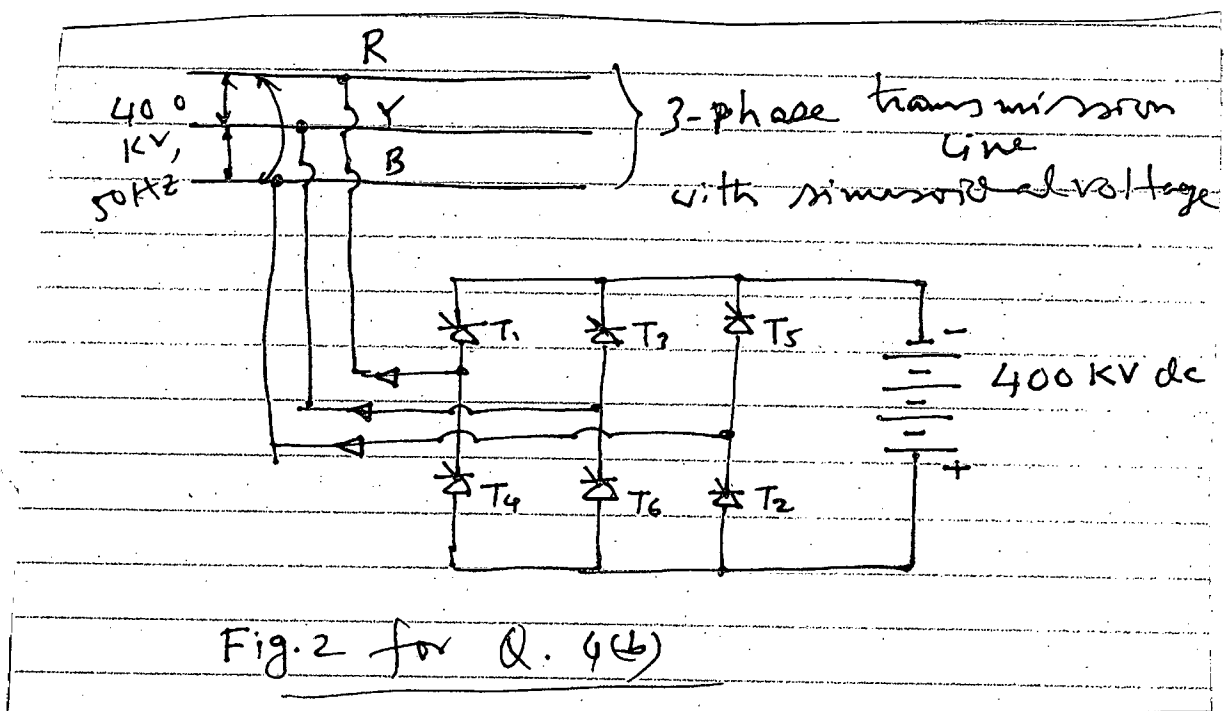 R
400 KV, 50HZ
Y
B
3-phase transmission
Line
with sinusoidal voltage
T1
T3
T5
-
400 KV dc
+
T4
T6
T2
Fig.2 for Q. 4(b)